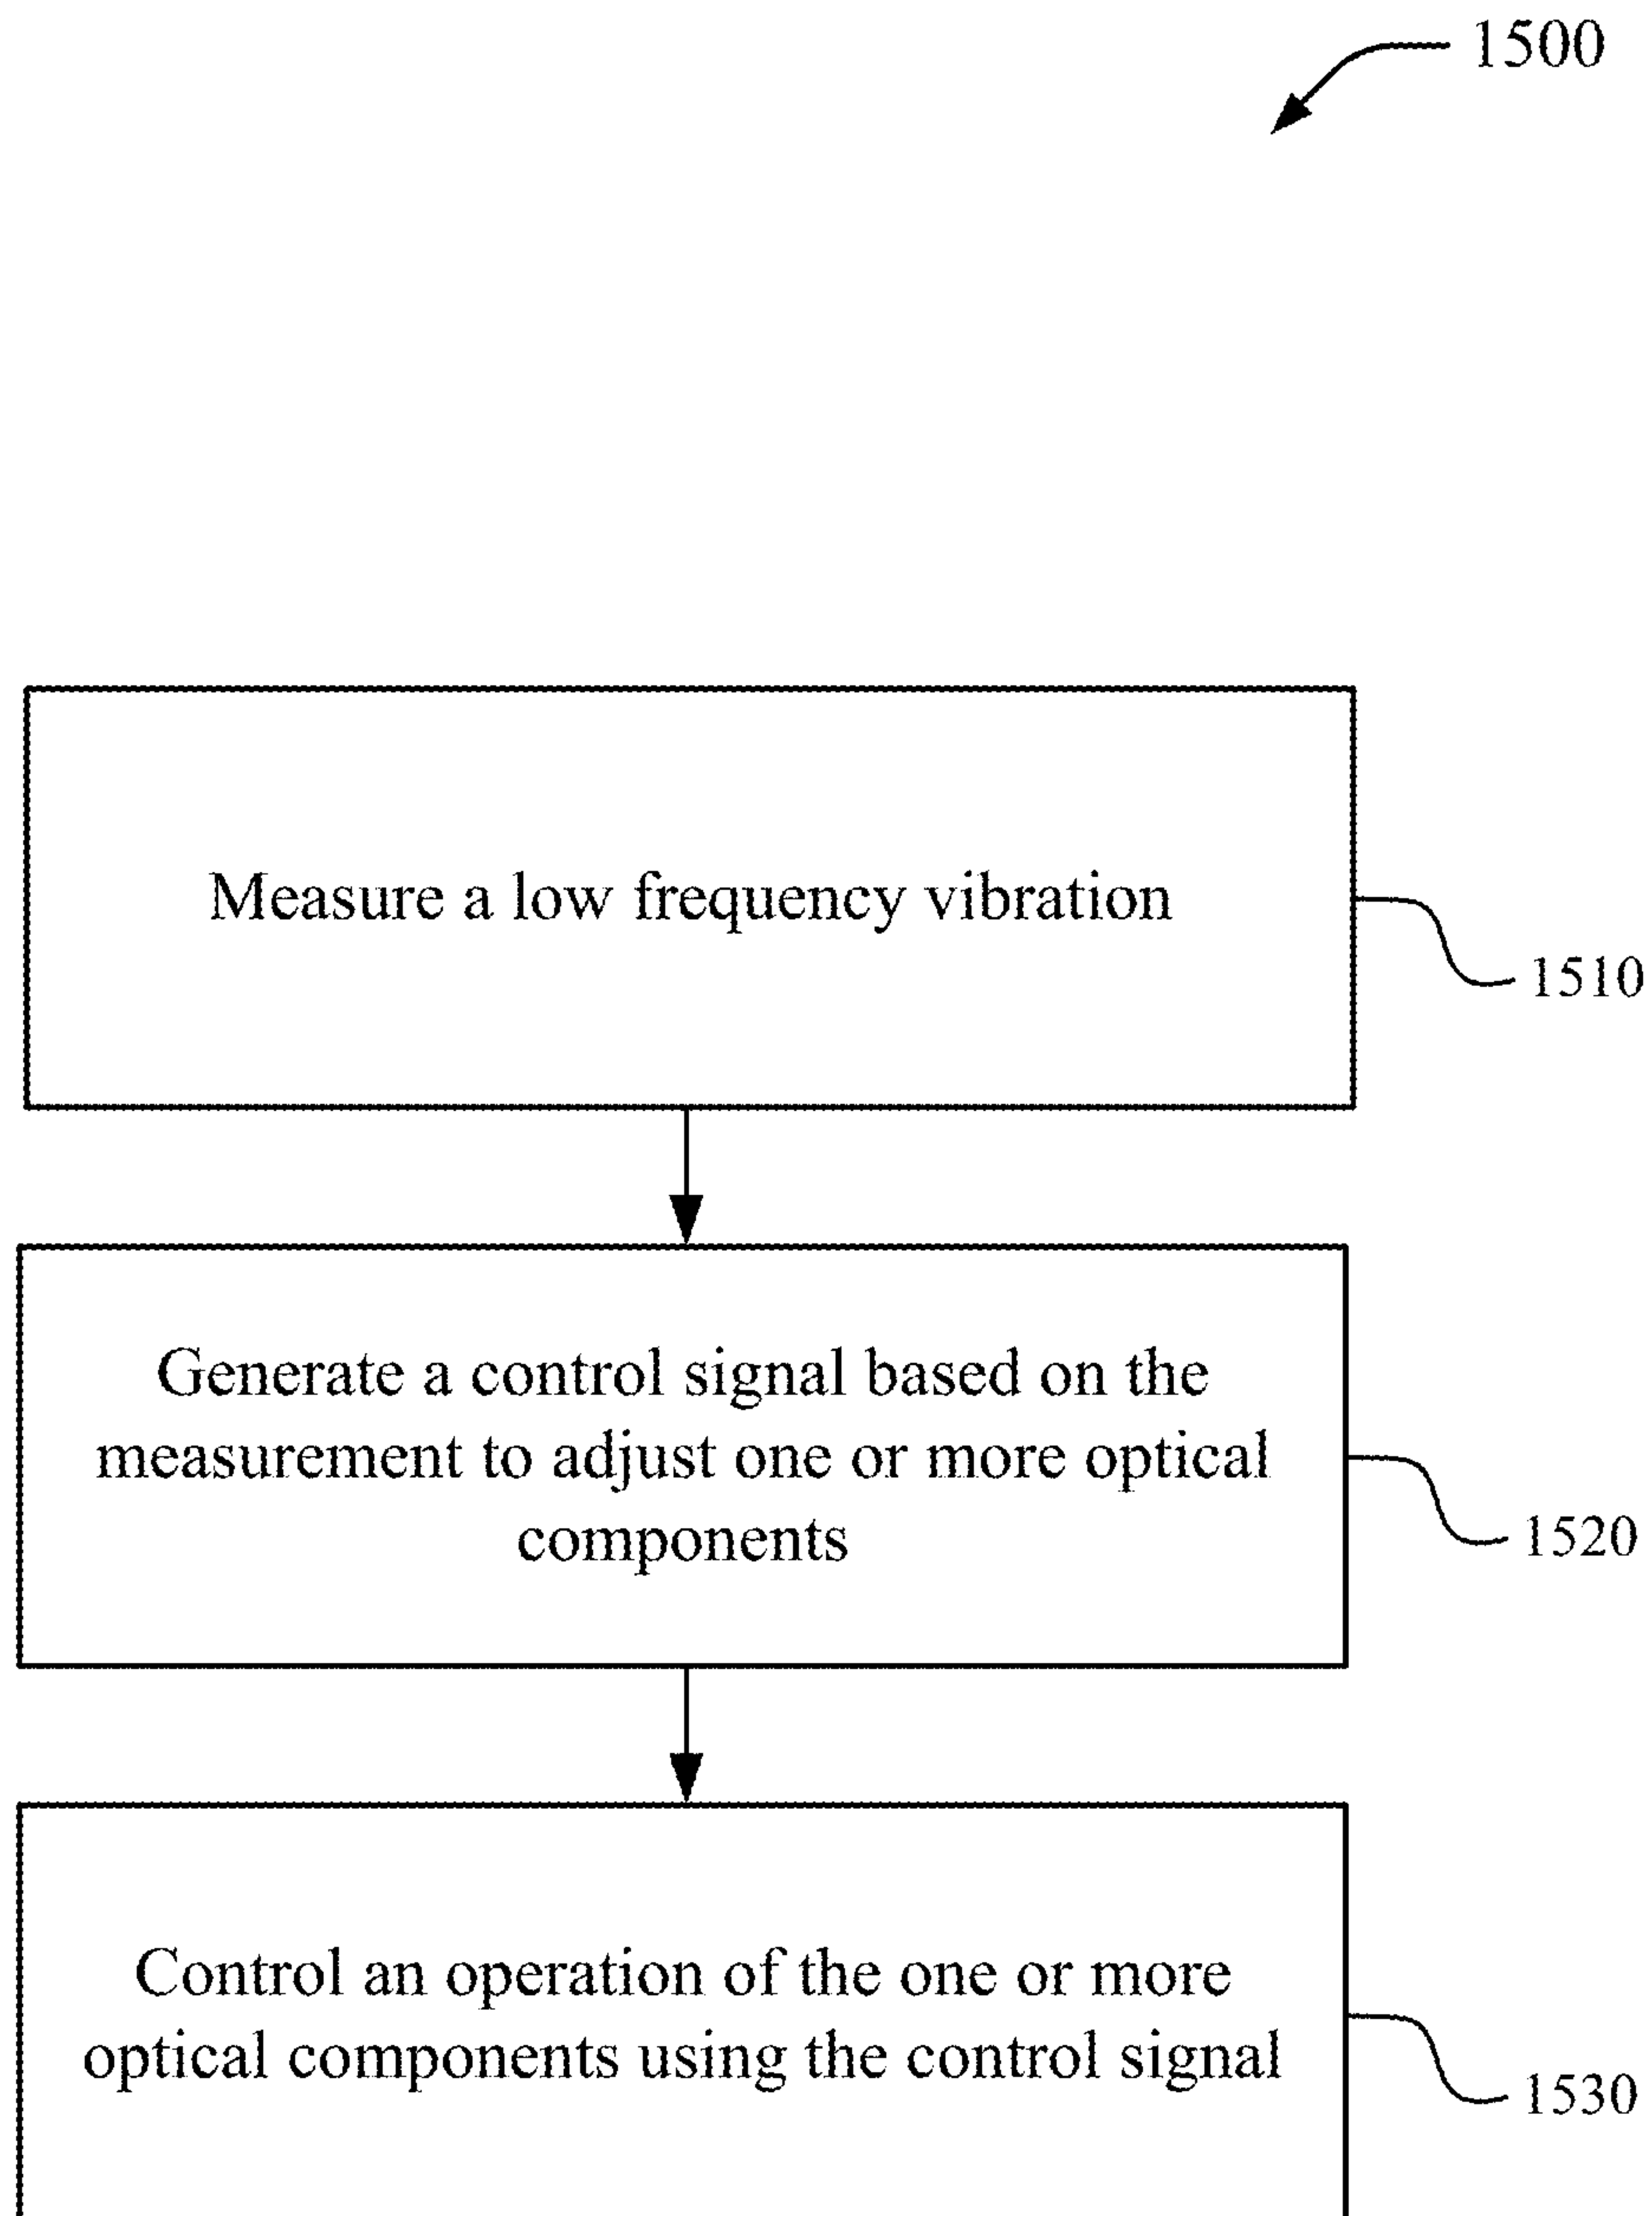 1500
Measure a low frequency vibration
1510
Generate a control signal based on the
measurement to adjust one or more optical
components
1520
Control an operation of the one or more
optical components using the control signal
1530